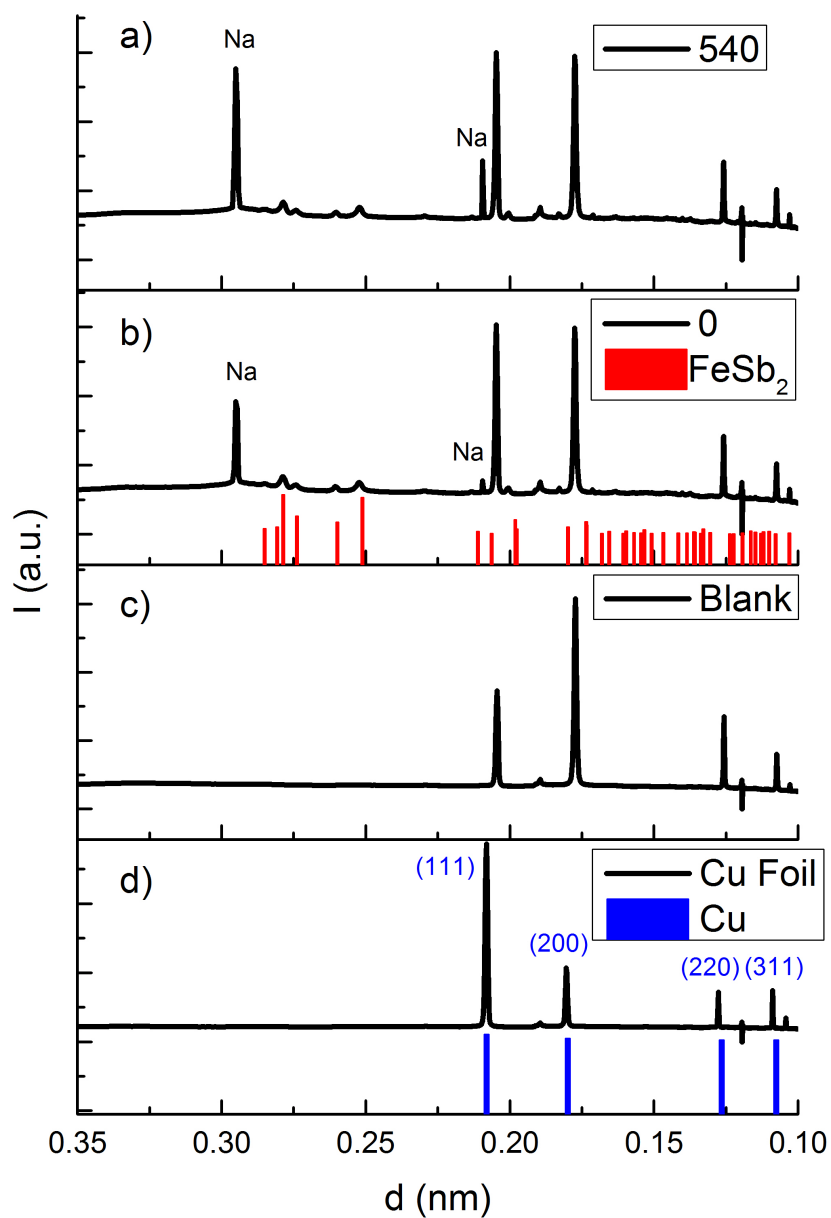 a)
Na
Na
540
b)
Na
Na
0
FeSb₂
c)
Blank
d)
(111)
(200)
(220) (311)
Cu Foil
Cu
I (a.u.)
0.35 0.30 0.25 0.20 0.15 0.10
d (nm)